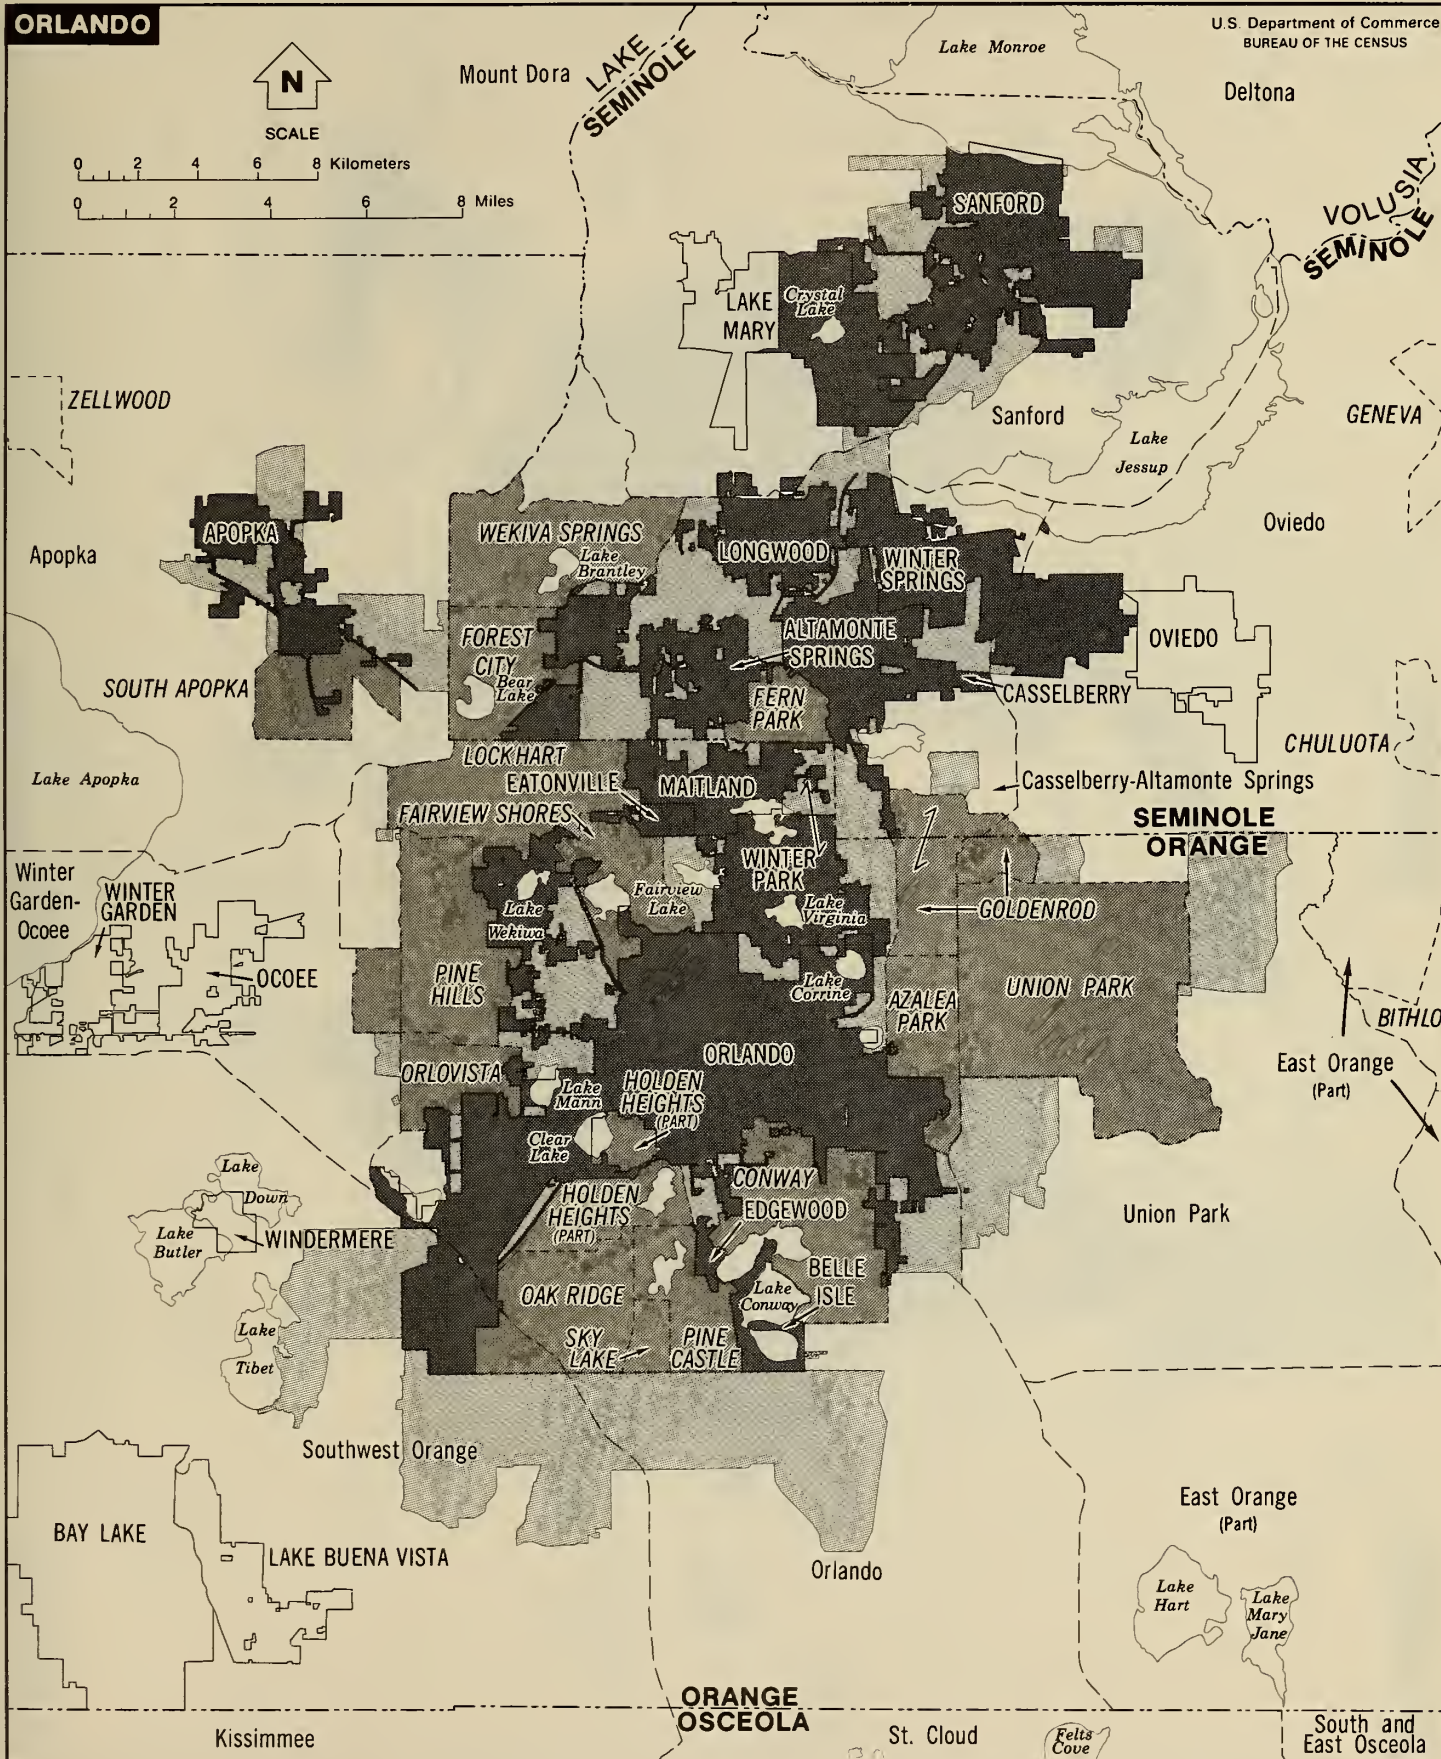 ORLANDO
U.S. Department of Commerce
BUREAU OF THE CENSUS
N
SCALE
0 2 4 6 8 Kilometers
0 2 4 6 8 Miles
Mount Dora
LAKE
SEMINOLE
Lake Monroe
Deltona
VOLUSIA
SEMINOLE
SANFORD
LAKE
MARY
Crystal
Lake
ZELLWOOD
Sanford
GENEVA
Lake
Jessup
Oviedo
Apopka
APOPKA
WEKIVA SPRINGS
Lake
Brantley
LONGWOOD
WINTER
SPRINGS
FOREST
CITY
Bear
Lake
ALTAMONTE
SPRINGS
OVIEDO
SOUTH APOPKA
FERN
PARK
CASSELBERRY
CHULUOTA
Lake Apopka
LOCKHART
EATONVILLE
MAITLAND
Casselberry-Altamonte Springs
FAIRVIEW SHORES
SEMINOLE
ORANGE
Winter
Garden-
Ocoee
WINTER
GARDEN
WINTER
PARK
Fairview
Lake
Lake
Wekiwa
Lake
Virginia
GOLDENROD
OCOEE
PINE
HILLS
Lake
Corrine
AZALEA
PARK
UNION PARK
BITHLO
ORLANDO
East Orange
(Part)
ORLOVISTA
Lake
Mann
HOLDEN
HEIGHTS
(PART)
Clear
Lake
CONWAY
Lake
Down
HOLDEN
HEIGHTS
(PART)
EDGEWOOD
Union Park
Lake
Butler
WINDERMERE
BELLE
ISLE
OAK RIDGE
Lake
Conway
Lake
Tibet
SKY
LAKE
PINE
CASTLE
Southwest Orange
BAY LAKE
LAKE BUENA VISTA
Orlando
East Orange
(Part)
Lake
Hart
Lake
Mary
Jane
ORANGE
OSCEOLA
Kissimmee
St. Cloud
Felts
Cove
South and
East Osceola